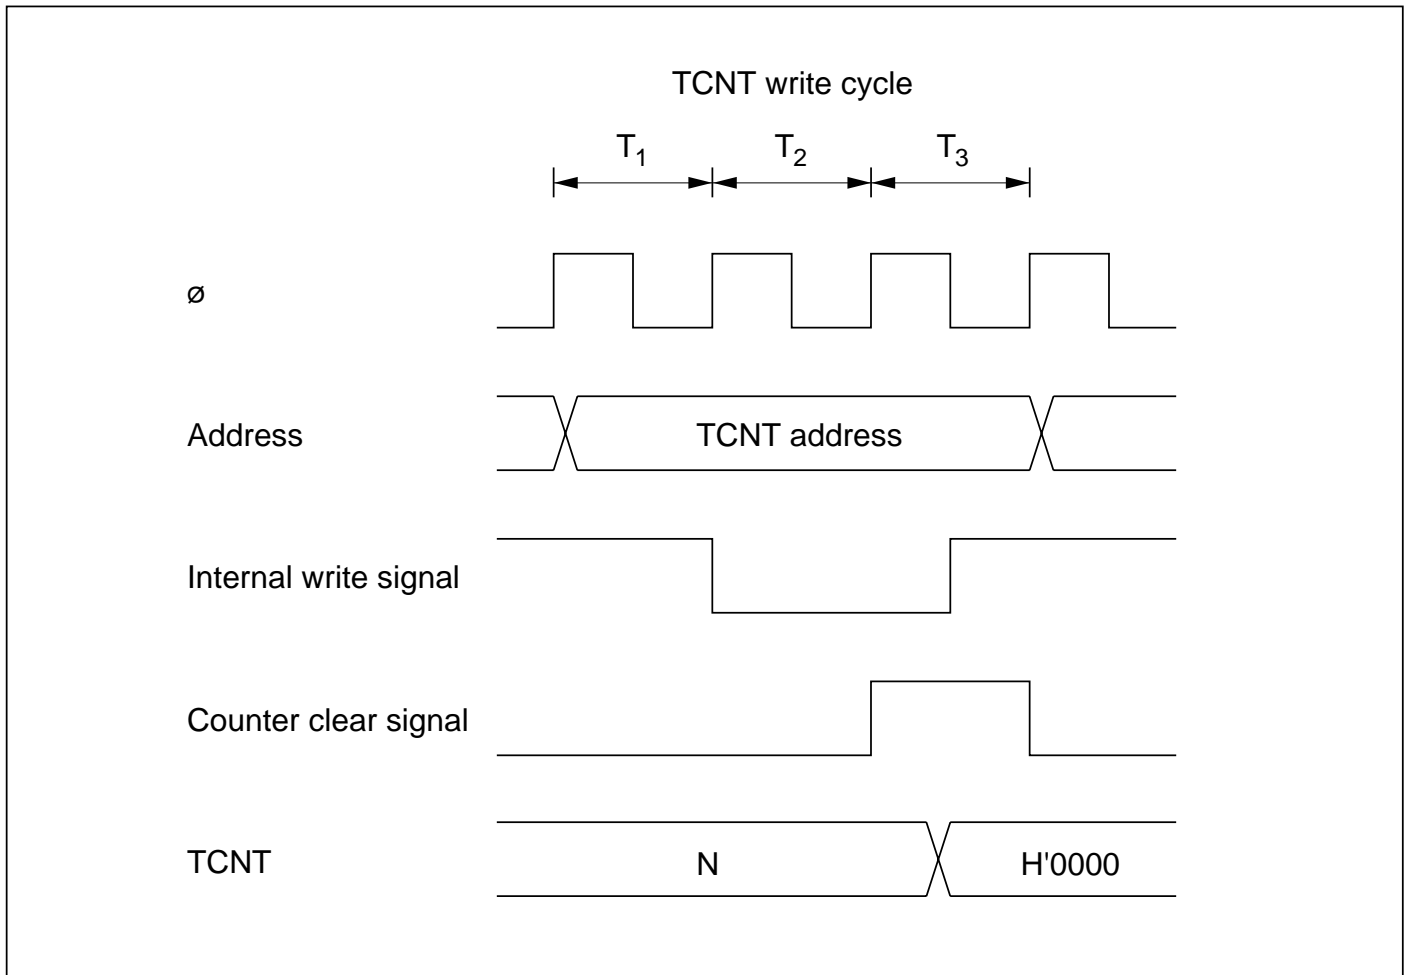 TCNT write cycle
T1 T2 T3
ø
Address TCNT address
Internal write signal
Counter clear signal
TCNT N H'0000